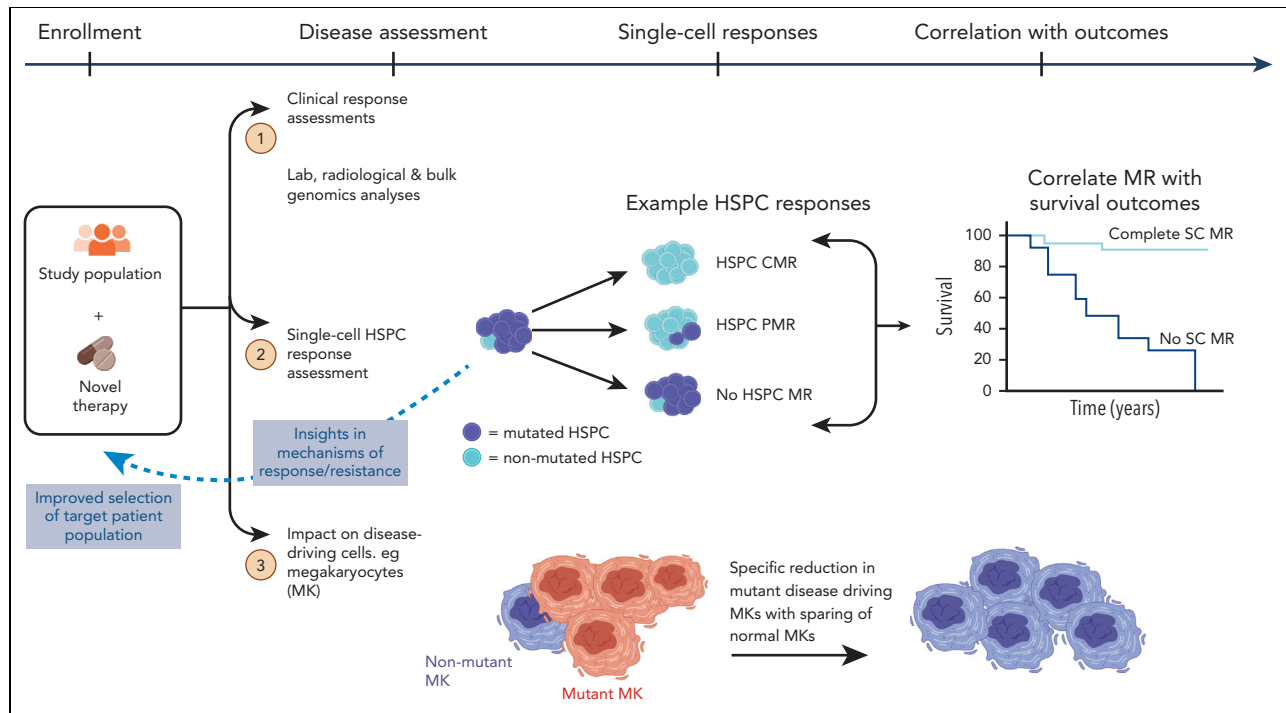 Enrollment
Disease assessment
Single-cell responses
Correlation with outcomes
Study population
+
Novel
therapy
1
Clinical response
assessments
Lab, radiological & bulk
genomics analyses
2
Single-cell HSPC
response
assessment
Insights in
mechanisms of
response/resistance
Improved selection
of target patient
population
3
Impact on disease-
driving cells. eg
megakaryocytes
(MK)
Example HSPC responses
HSPC CMR
HSPC PMR
No HSPC MR
= mutated HSPC
= non-mutated HSPC
Correlate MR with
survival outcomes
Survival
100
80
60
40
20
0
Complete SC MR
No SC MR
Time (years)
Non-mutant
MK
Mutant MK
Specific reduction in
mutant disease driving
MKs with sparing of
normal MKs